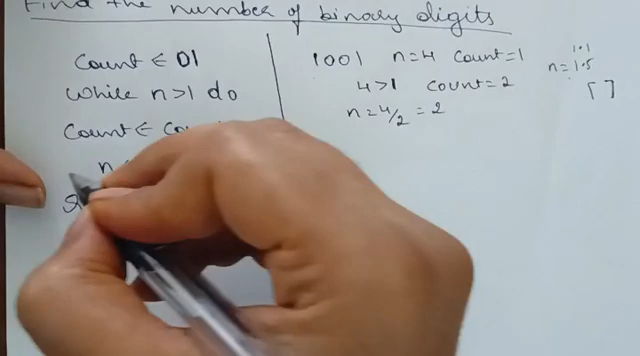 Find the number of binary digits
Count ∈ 01
While n>1 do
Count ∈
n
1001 n=4 Count=1
4>1 Count=2
n=4/2=2
1.1
n=1.5
[ ]